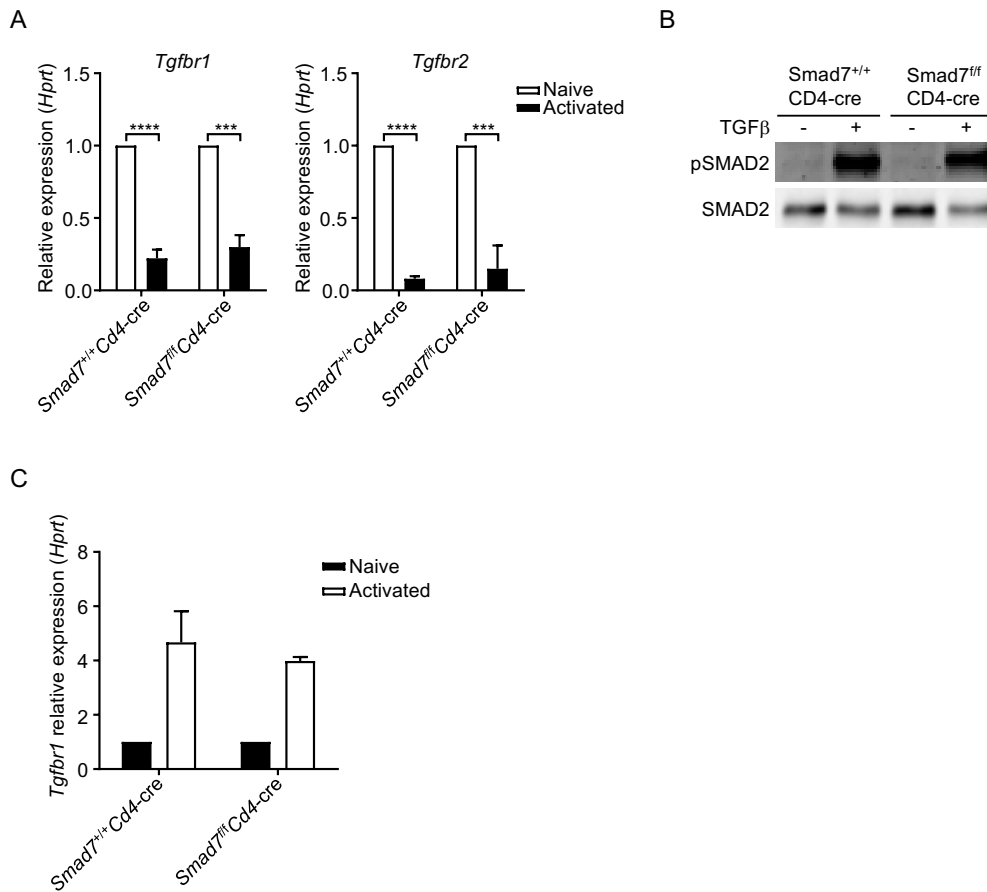 A
Tgfbr1
Relative expression (Hprt)
1.5
1.0
0.5
0.0
****
***
Smad7+/+Cd4-cre
Smad7f/fCd4-cre
Tgfbr2
Relative expression (Hprt)
1.5
1.0
0.5
0.0
****
***
Smad7+/+Cd4-cre
Smad7f/fCd4-cre
Naive
Activated
B
Smad7+/+
CD4-cre
Smad7f/f
CD4-cre
TGFβ - + - +
pSMAD2
SMAD2
C
Tgfbr1 relative expression (Hprt)
8
6
4
2
0
Smad7+/+Cd4-cre
Smad7f/fCd4-cre
Naive
Activated